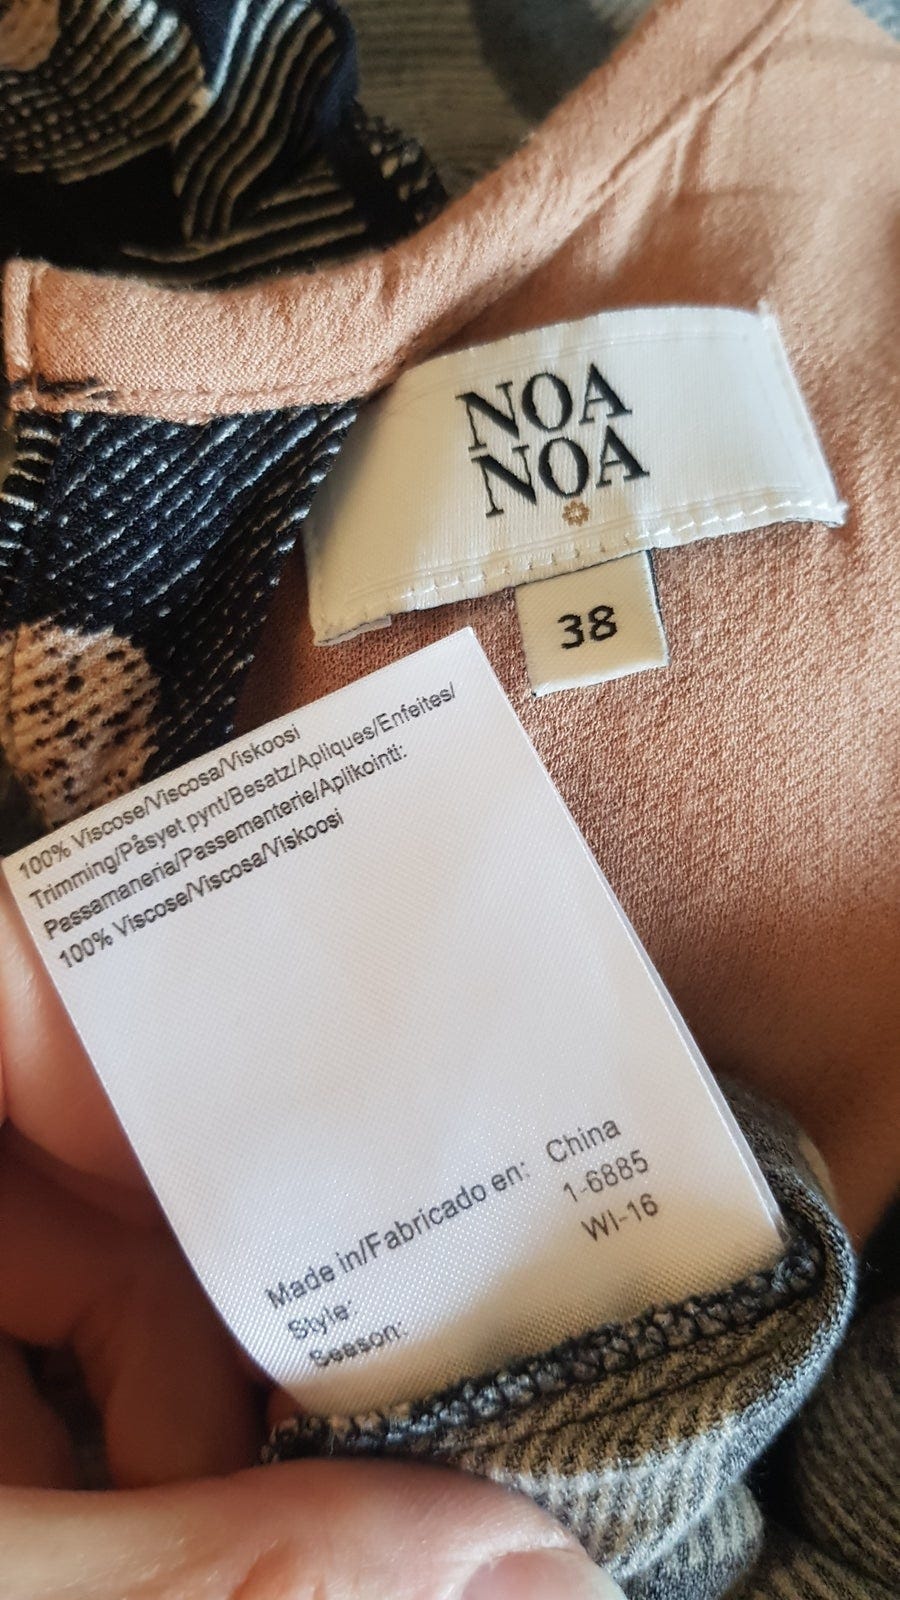 NOA
NOA
38
100% Viscose/Viscosa/Viskoosi
Trimming/Påsyet pynt/Besatz/Apliques/Enfeites/
Passamaneria/Passementerie/Aplikointi:
100% Viscose/Viscosa/Viskoosi
Made in/Fabricado en: China
Style: 1-6885
Season: WI-16